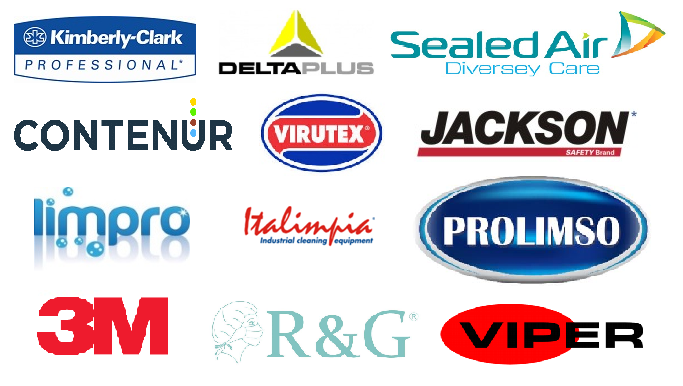 Kimberly-Clark
PROFESSIONAL*
DELTAPLUS
Sealed Air
Diversey Care
CONTENUR
VIRUTEX®
JACKSON*
SAFETY Brand
limpro
Italimpia
Industrial cleaning equipment
PROLIMSO
3M
R&G®
VIPER